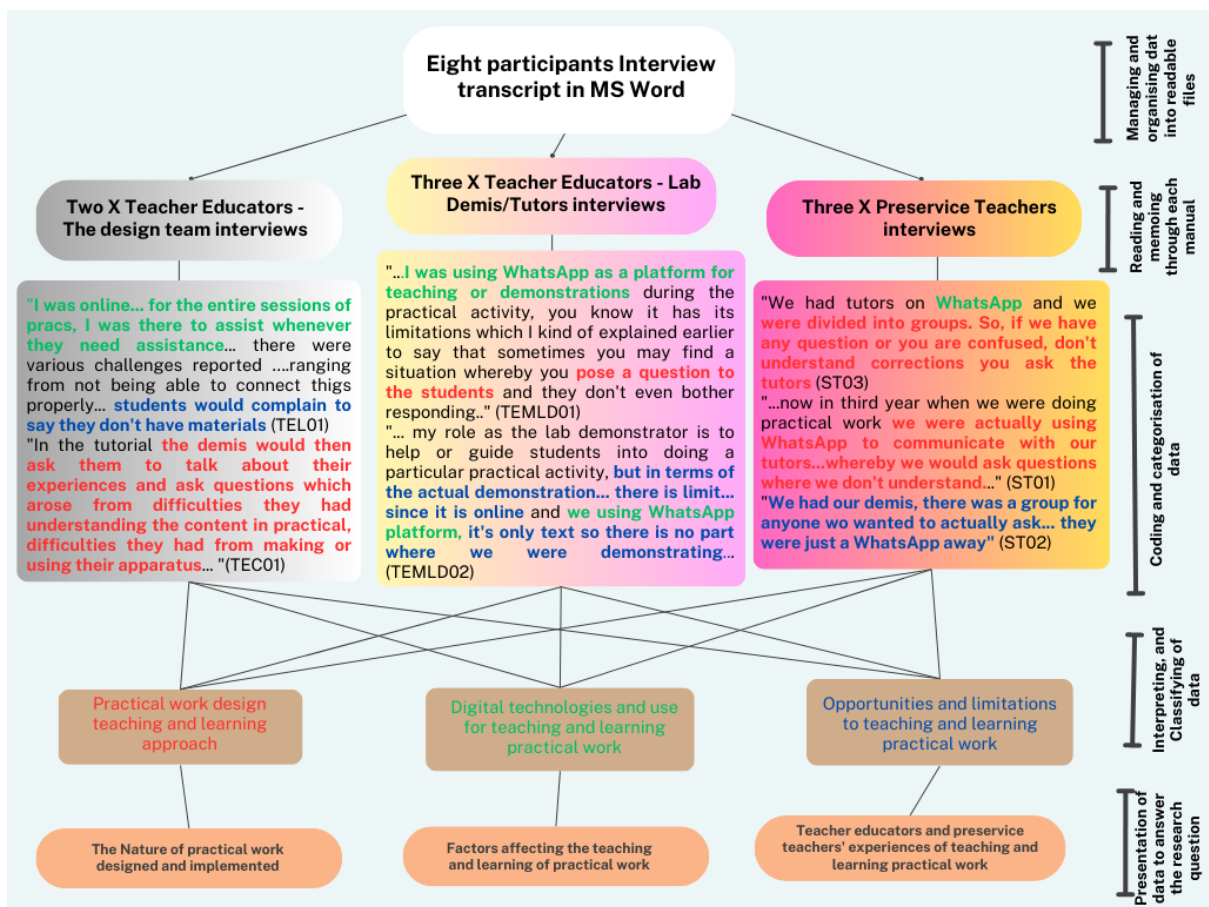 Eight participants Interview
transcript in MS Word
Managing and
organising dat
into readable
files
Two X Teacher Educators -
The design team interviews
Three X Teacher Educators - Lab
Demis/Tutors interviews
Three X Preservice Teachers
interviews
Reading and
memoing
through each
manual
"I was online... for the entire sessions of
pracs, I was there to assist whenever
they need assistance... there were
various challenges reported ....ranging
from not being able to connect thigs
properly... students would complain to
say they don't have materials (TEL01)
"In the tutorial the demis would then
ask them to talk about their
experiences and ask questions which
arose from difficulties they had
understanding the content in practical,
difficulties they had from making or
using their apparatus... "(TEC01)
"...I was using WhatsApp as a platform for
teaching or demonstrations during the
practical activity, you know it has its
limitations which I kind of explained earlier
to say that sometimes you may find a
situation whereby you pose a question to
the students and they don't even bother
responding.." (TEMLD01)
"... my role as the lab demonstrator is to
help or guide students into doing a
particular practical activity, but in terms of
the actual demonstration... there is limit...
since it is online and we using WhatsApp
platform, it's only text so there is no part
where we were demonstrating...
(TEMLD02)
"We had tutors on WhatsApp and we
were divided into groups. So, if we have
any question or you are confused, don't
understand corrections you ask the
tutors (ST03)
"...now in third year when we were doing
practical work we were actually using
WhatsApp to communicate with our
tutors...whereby we would ask questions
where we don't understand..." (ST01)
"We had our demis, there was a group for
anyone wo wanted to actually ask... they
were just a WhatsApp away" (ST02)
Coding and categorisation of
data
Practical work design
teaching and learning
approach
Digital technologies and use
for teaching and learning
practical work
Opportunities and limitations
to teaching and learning
practical work
Interpreting, and
Classifying of
data
The Nature of practical work
designed and implemented
Factors affecting the teaching
and learning of practical work
Teacher educators and preservice
teachers' experiences of teaching and
learning practical work
Presentation of
data to answer
the research
question